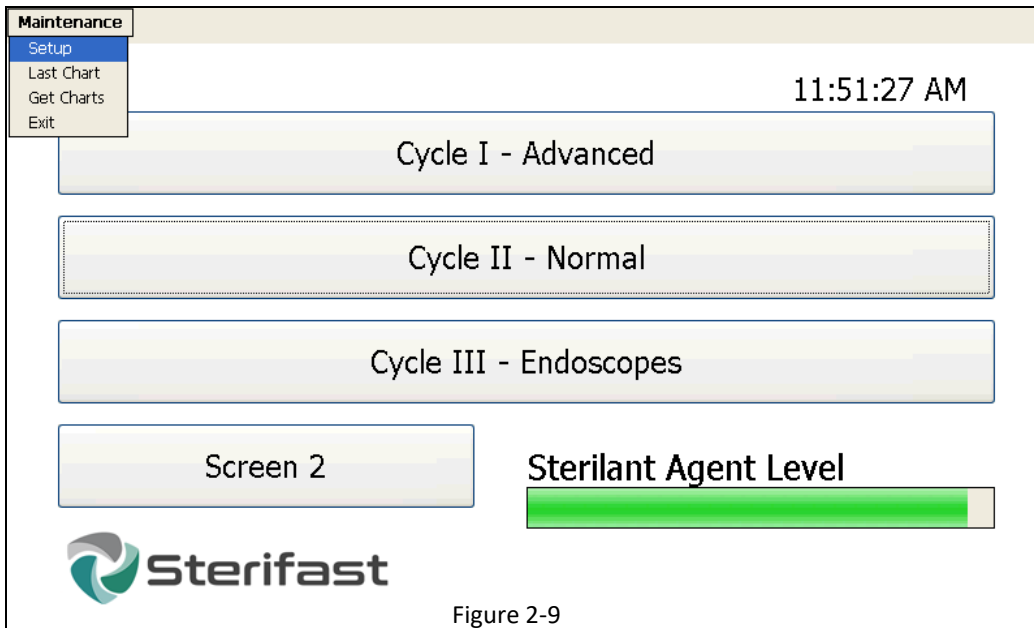 Maintenance
Setup
Last Chart
Get Charts
Exit
11:51:27 AM
Cycle I - Advanced
Cycle II - Normal
Cycle III - Endoscopes
Screen 2
Sterilant Agent Level
Sterifast
Figure 2-9